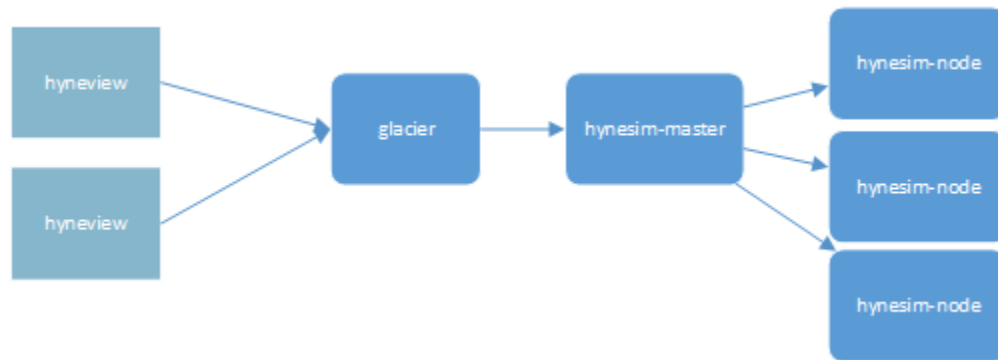 hyneview
hyneview
glacier
hynesim-master
hynesim-node
hynesim-node
hynesim-node